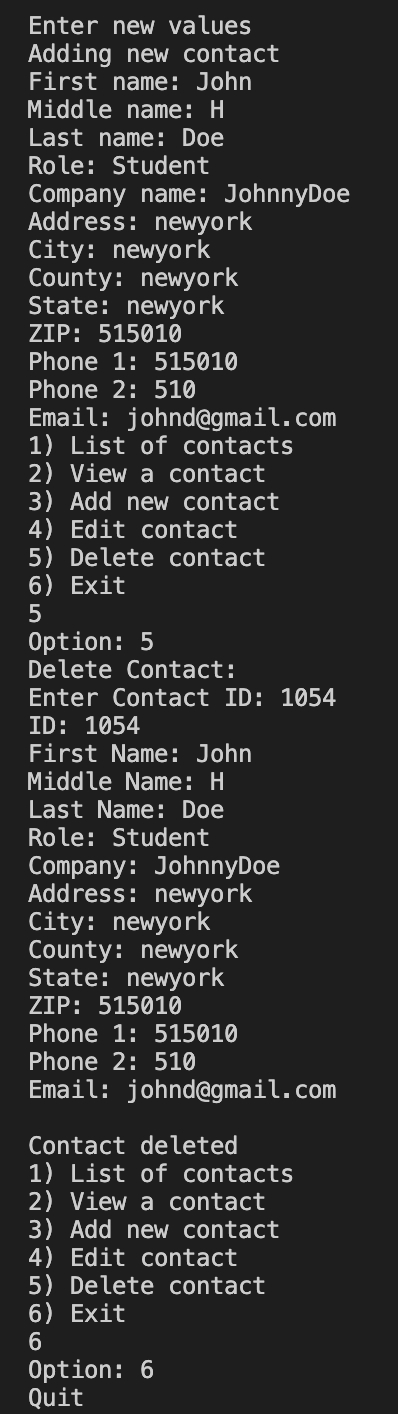 Enter new values
Adding new contact
First name: John
Middle name: H
Last name: Doe
Role: Student
Company name: JohnnyDoe
Address: newyork
City: newyork
County: newyork
State: newyork
ZIP: 515010
Phone 1: 515010
Phone 2: 510
Email: johnd@gmail.com
1) List of contacts
2) View a contact
3) Add new contact
4) Edit contact
5) Delete contact
6) Exit
5
Option: 5
Delete Contact:
Enter Contact ID: 1054
ID: 1054
First Name: John
Middle Name: H
Last Name: Doe
Role: Student
Company: JohnnyDoe
Address: newyork
City: newyork
County: newyork
State: newyork
ZIP: 515010
Phone 1: 515010
Phone 2: 510
Email: johnd@gmail.com
Contact deleted
1) List of contacts
2) View a contact
3) Add new contact
4) Edit contact
5) Delete contact
6) Exit
6
Option: 6
Quit